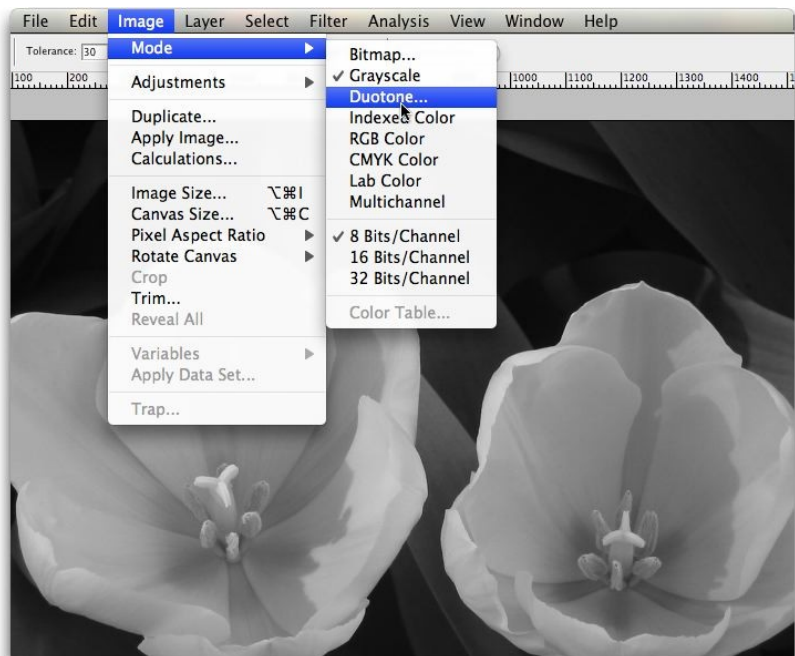 File Edit Image Layer Select Filter Analysis View Window Help
Tolerance: 30
100 200 1000 1100 1200 1300 1400
Mode
Adjustments
Duplicate...
Apply Image...
Calculations...
Image Size... ⌥⌘I
Canvas Size... ⌥⌘C
Pixel Aspect Ratio
Rotate Canvas
Crop
Trim...
Reveal All
Variables
Apply Data Set...
Trap...
Bitmap...
✓ Grayscale
Duotone...
Indexed Color
RGB Color
CMYK Color
Lab Color
Multichannel
✓ 8 Bits/Channel
16 Bits/Channel
32 Bits/Channel
Color Table...